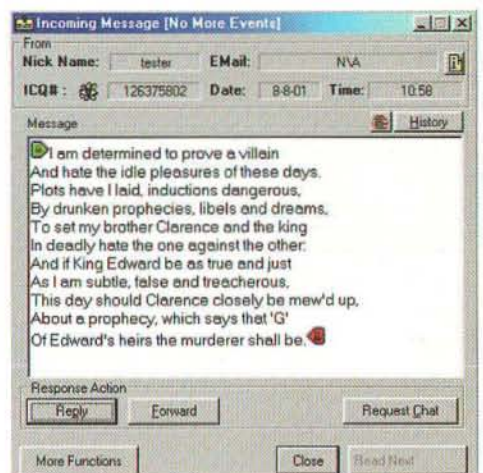 Incoming Message [No More Events]
From
Nick Name: tester EMail: N\A
ICQ#: 126375802 Date: 8-8-01 Time: 10:58
Message History
I am determined to prove a villain
And hate the idle pleasures of these days.
Plots have I laid, inductions dangerous,
By drunken prophecies, libels and dreams,
To set my brother Clarence and the king
In deadly hate the one against the other:
And if King Edward be as true and just
As I am subtle, false and treacherous,
This day should Clarence closely be mew'd up,
About a prophecy, which says that 'G'
Of Edward's heirs the murderer shall be.
Response Action
Reply Forward Request Chat
More Functions Close Read Next